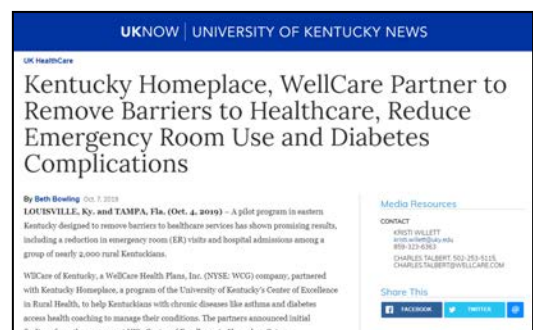 UKNOW | UNIVERSITY OF KENTUCKY NEWS
UK HealthCare
Kentucky Homeplace, WellCare Partner to
Remove Barriers to Healthcare, Reduce
Emergency Room Use and Diabetes
Complications
By Beth Bowling Oct. 7, 2019
LOUISVILLE, Ky. and TAMPA, Fla. (Oct. 4, 2019) – A pilot program in eastern
Kentucky designed to remove barriers to healthcare services has shown promising results,
including a reduction in emergency room (ER) visits and hospital admissions among a
group of nearly 2,000 rural Kentuckians.
WellCare of Kentucky, a WellCare Health Plans, Inc. (NYSE: WCG) company, partnered
with Kentucky Homeplace, a program of the University of Kentucky's Center of Excellence
in Rural Health, to help Kentuckians with chronic diseases like asthma and diabetes
access health coaching to manage their conditions. The partners announced initial
Media Resources
CONTACT
KRISTI WILLETT
kristi.willett@uky.edu
859-323-6363
CHARLES TALBERT, 502-253-5115,
CHARLES.TALBERT@WELLCARE.COM
Share This
FACEBOOK
TWITTER
@